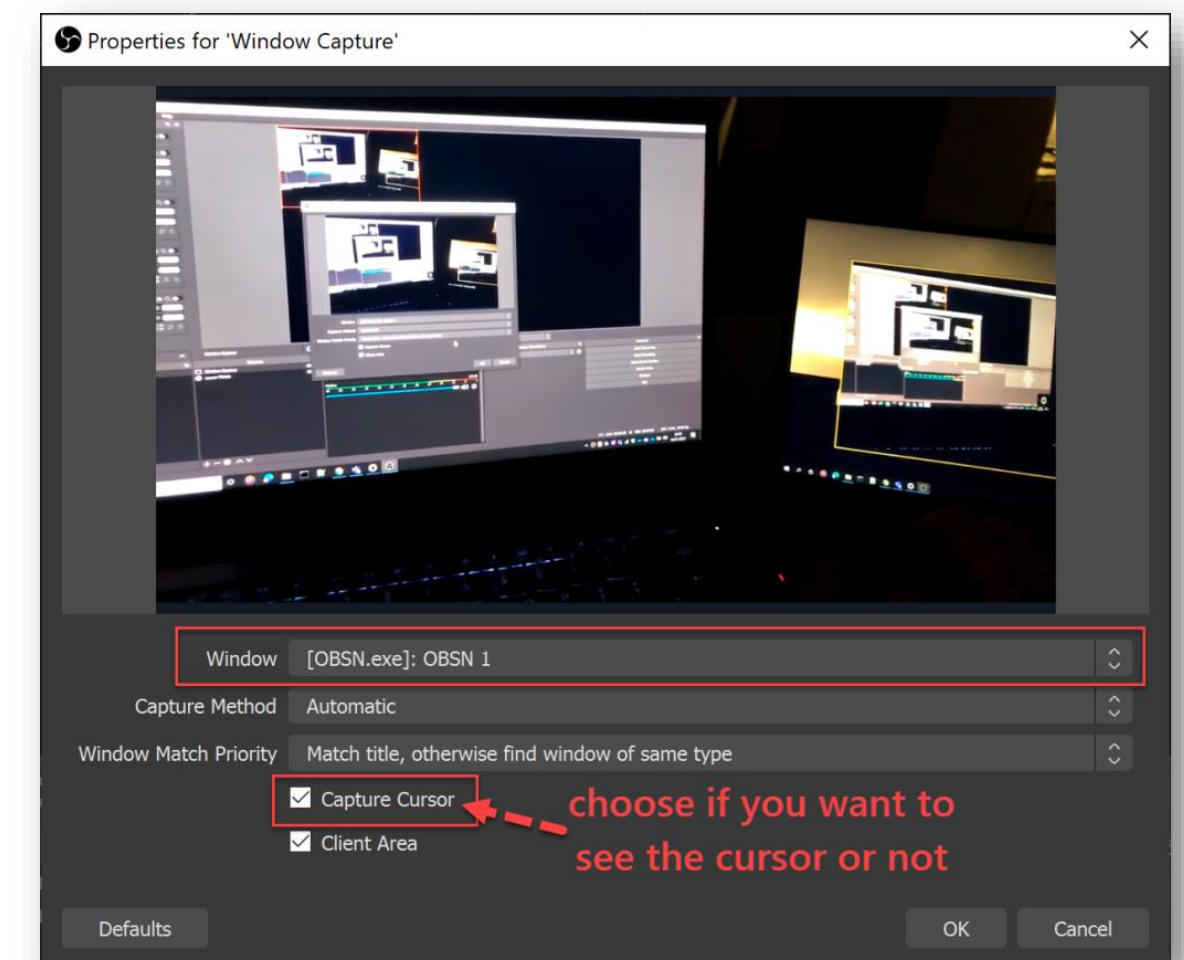 Properties for 'Window Capture'
Window [OBSN.exe]: OBSN 1
Capture Method Automatic
Window Match Priority Match title, otherwise find window of same type
Capture Cursor
choose if you want to
see the cursor or not
Client Area
Defaults OK Cancel